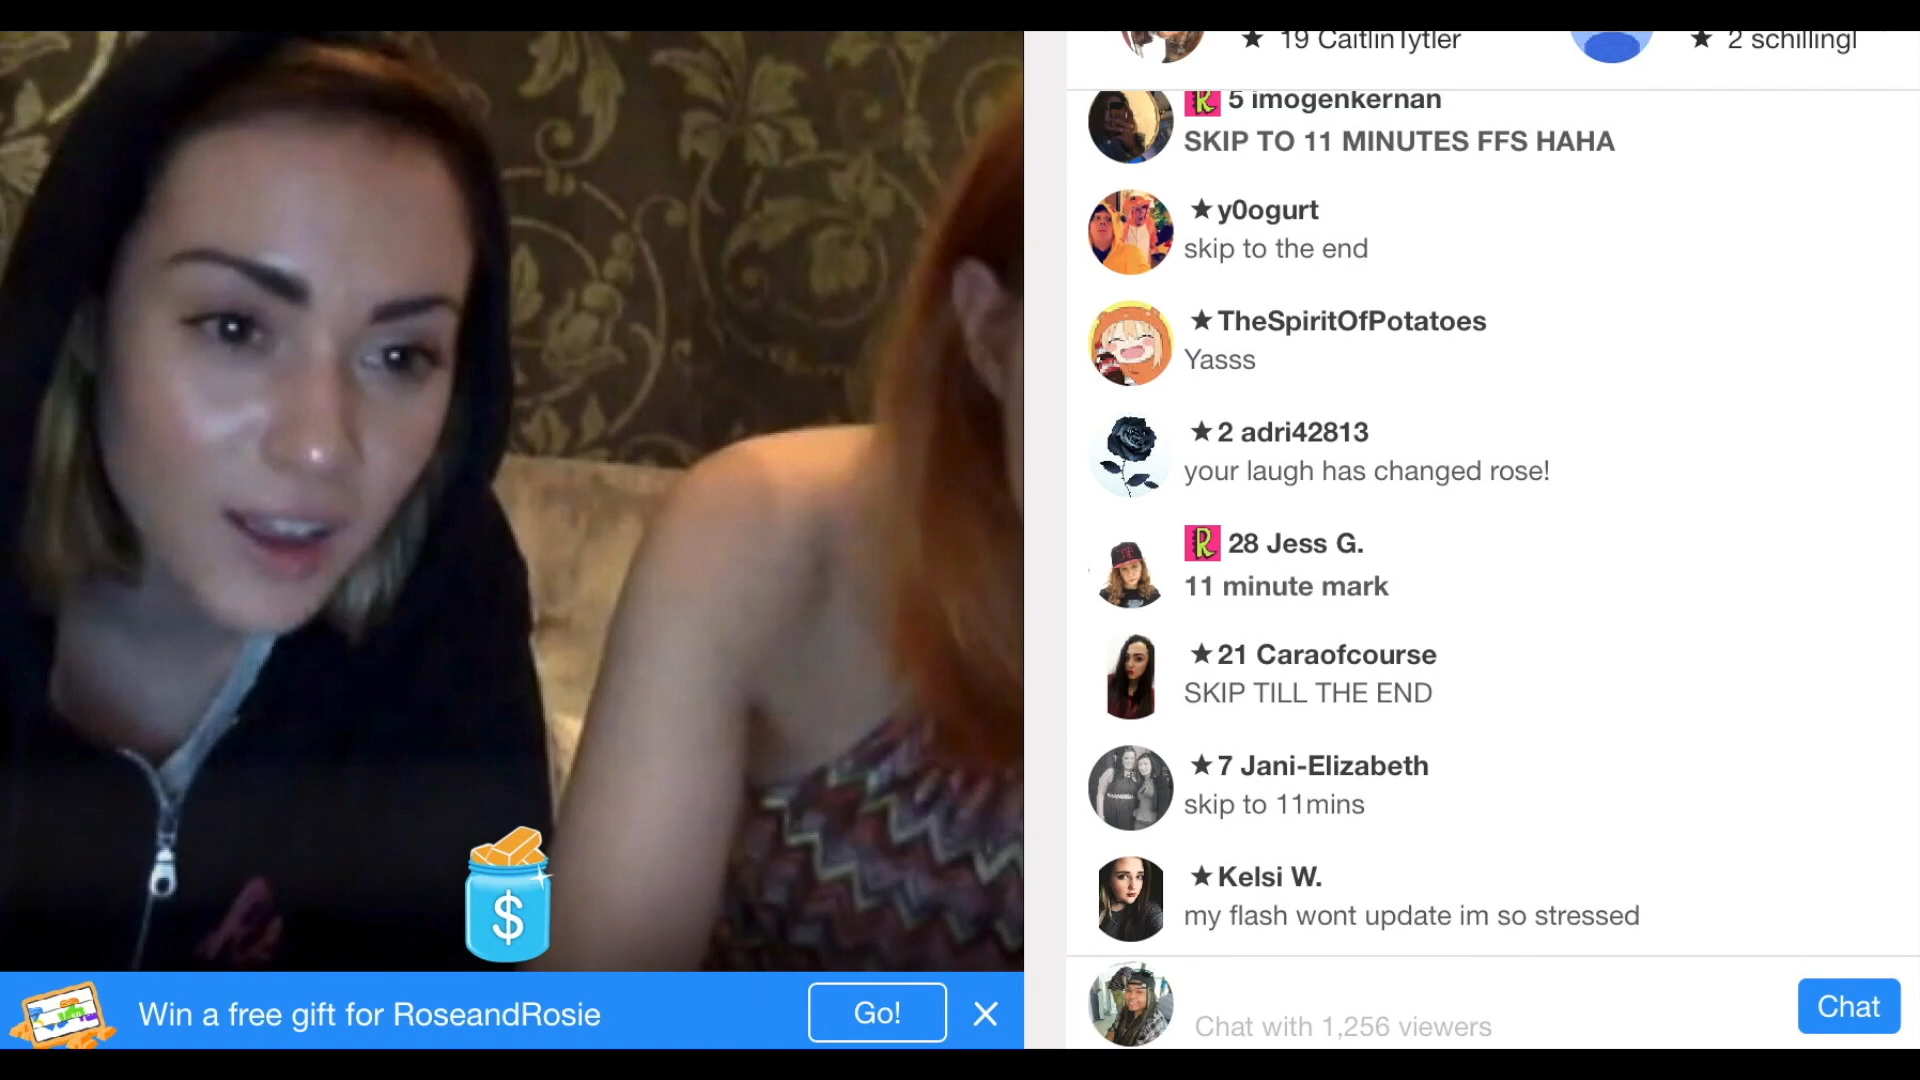 ★ 19 CaitlinTytler
★ 2 schillingl
R 5 imogenkernan
SKIP TO 11 MINUTES FFS HAHA
★ y0ogurt
skip to the end
★ TheSpiritOfPotatoes
Yasss
★ 2 adri42813
your laugh has changed rose!
R 28 Jess G.
11 minute mark
★ 21 Caraofcourse
SKIP TILL THE END
★ 7 Jani-Elizabeth
skip to 11mins
★ Kelsi W.
my flash wont update im so stressed
$
Win a free gift for RoseandRosie
Go!
Chat with 1,256 viewers
Chat